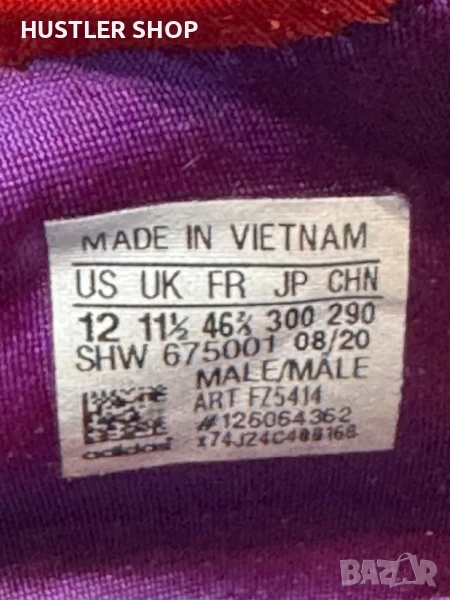 HUSTLER SHOP
MADE IN VIETNAM
US UK FR JP CHN
12 11½ 46⅔ 300 290
SHW 675001 08/20
MALE/MÂLE
ART FZ5414
#126064362
adidas
BAZAR